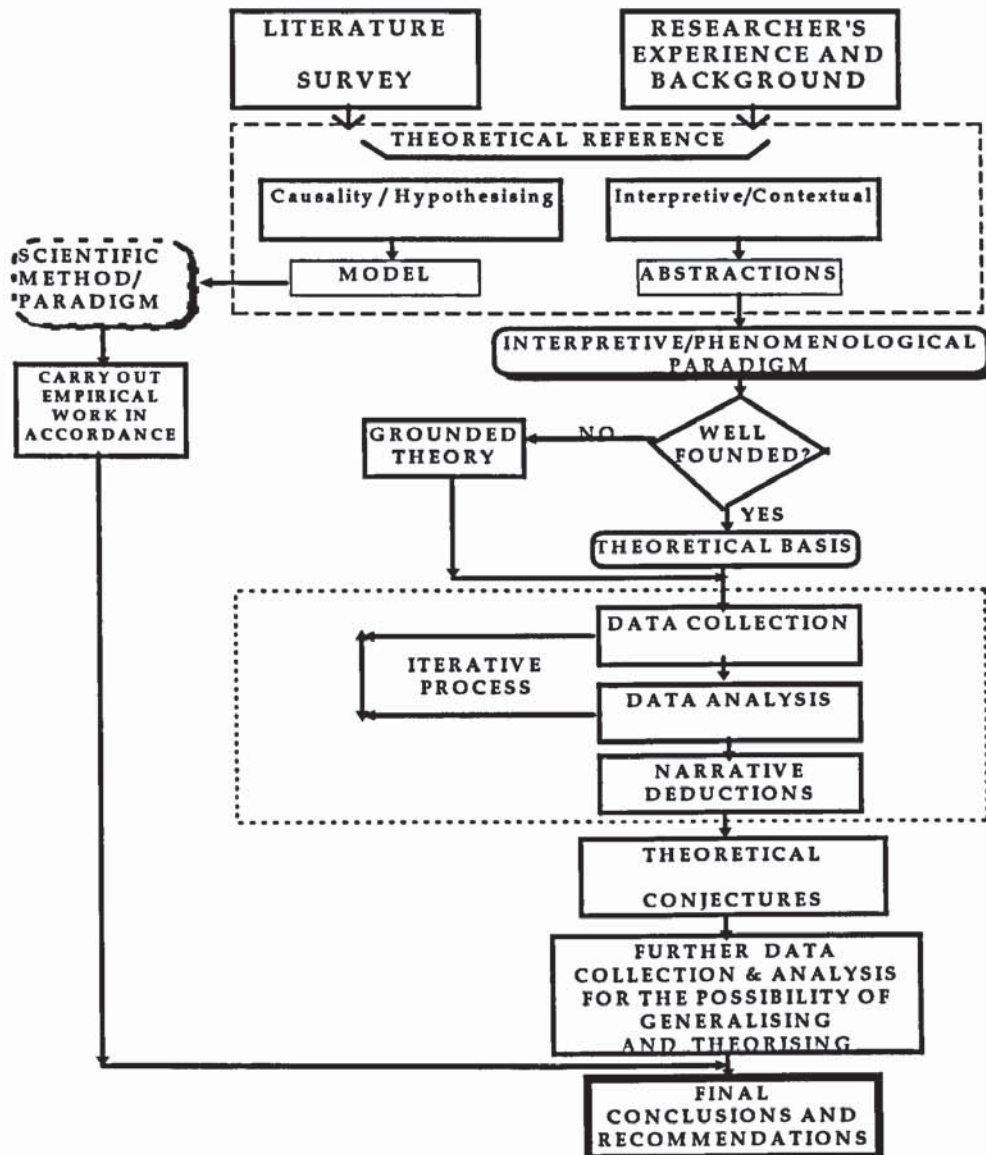 LITERATURE
SURVEY
RESEARCHER'S
EXPERIENCE AND
BACKGROUND
THEORETICAL REFERENCE
Causality / Hypothesising
Interpretive/Contextual
MODEL
ABSTRACTIONS
SCIENTIFIC
METHOD/
PARADIGM
INTERPRETIVE/PHENOMENOLOGICAL
PARADIGM
CARRY OUT
EMPIRICAL
WORK IN
ACCORDANCE
GROUNDED
THEORY
NO
WELL
FOUNDED?
YES
THEORETICAL BASIS
DATA COLLECTION
ITERATIVE
PROCESS
DATA ANALYSIS
NARRATIVE
DEDUCTIONS
THEORETICAL
CONJECTURES
FURTHER DATA
COLLECTION & ANALYSIS
FOR THE POSSIBILITY OF
GENERALISING
AND THEORISING
FINAL
CONCLUSIONS AND
RECOMMENDATIONS